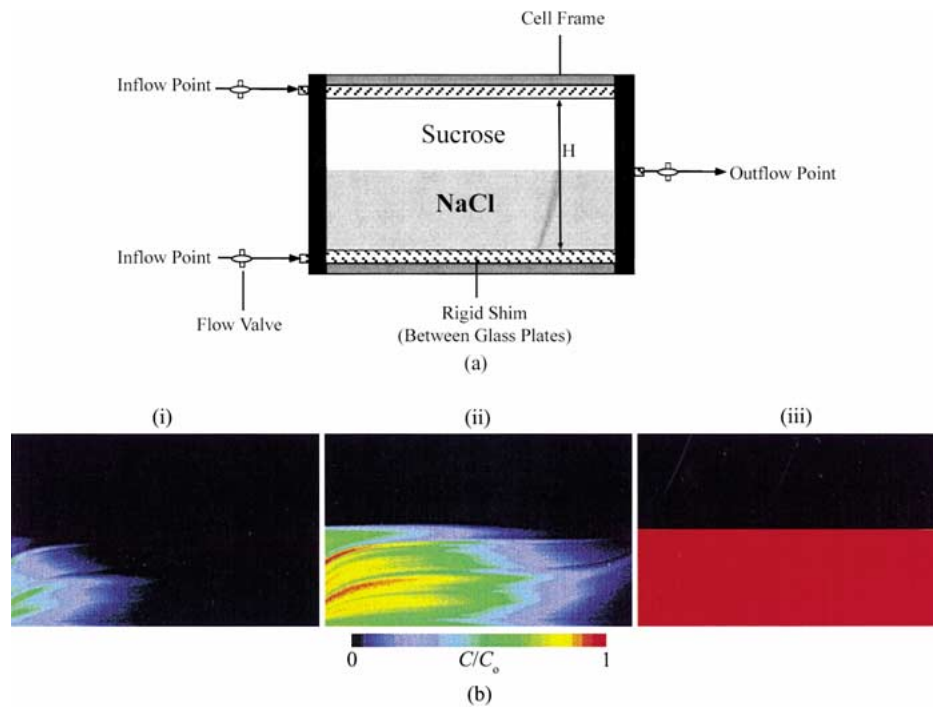 (a)
Cell Frame
Inflow Point
Sucrose
H
NaCl
Outflow Point
Inflow Point
Flow Valve
Rigid Shim
(Between Glass Plates)
(a)
(i)
(ii)
(iii)
0
C/C₀
1
(b)